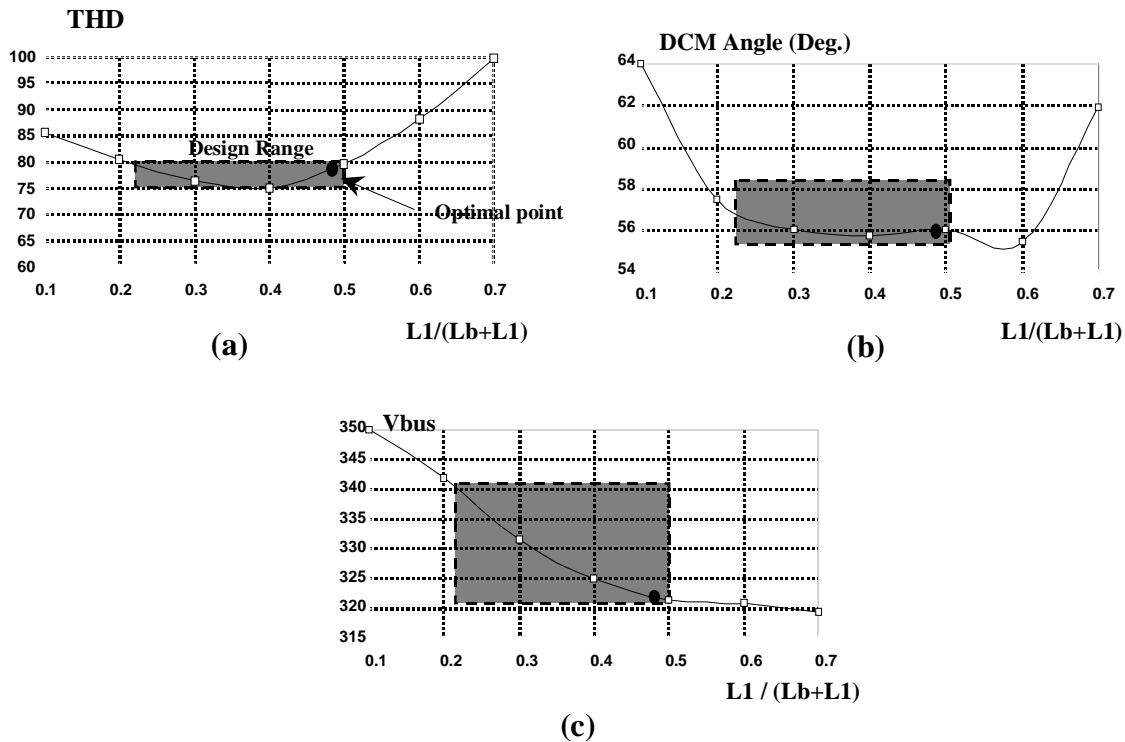 THD
100
95
90
85
80
75
70
65
60
Design Range
Optimal point
0.1 0.2 0.3 0.4 0.5 0.6 0.7
L1/(Lb+L1)
(a)
DCM Angle (Deg.)
64
62
60
58
56
54
0.1 0.2 0.3 0.4 0.5 0.6 0.7
L1/(Lb+L1)
(b)
Vbus
350
345
340
335
330
325
320
315
0.1 0.2 0.3 0.4 0.5 0.6 0.7
L1 / (Lb+L1)
(c)